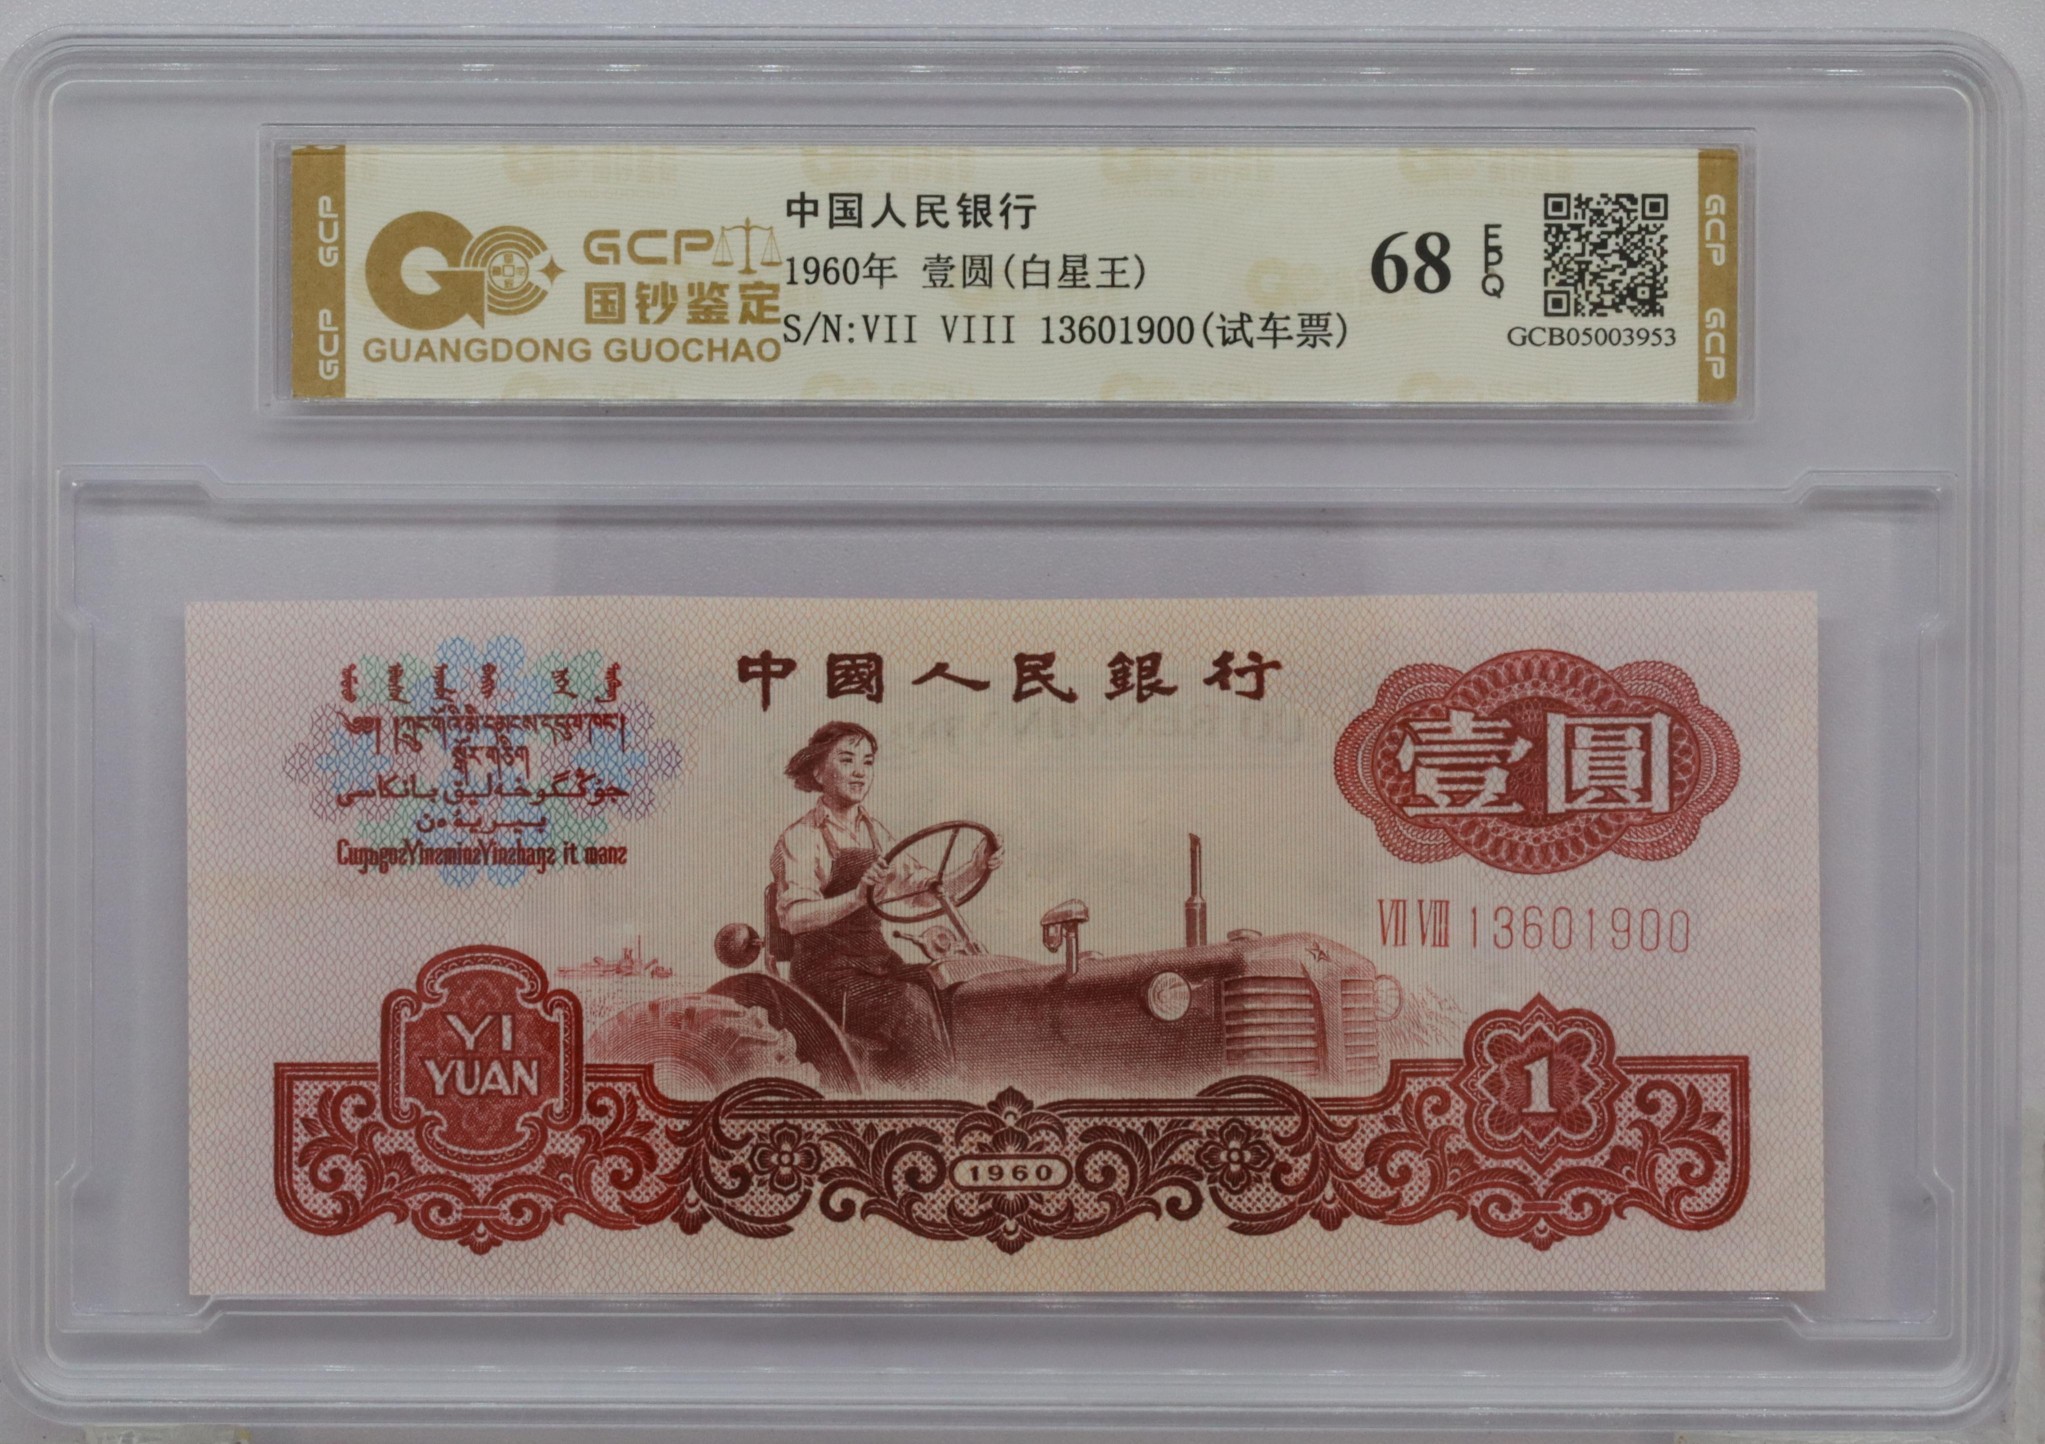 GCP
GCP
GCP
国钞鉴定
GUANGDONG GUOCHAO
中国人民银行
1960年 壹圆(白星王)
S/N:VII VIII 13601900(试车票)
68
EPQ
GCB05003953
GCP
GCP
中國人民銀行
壹圓
VII VIII 13601900
YI
YUAN
1
1960